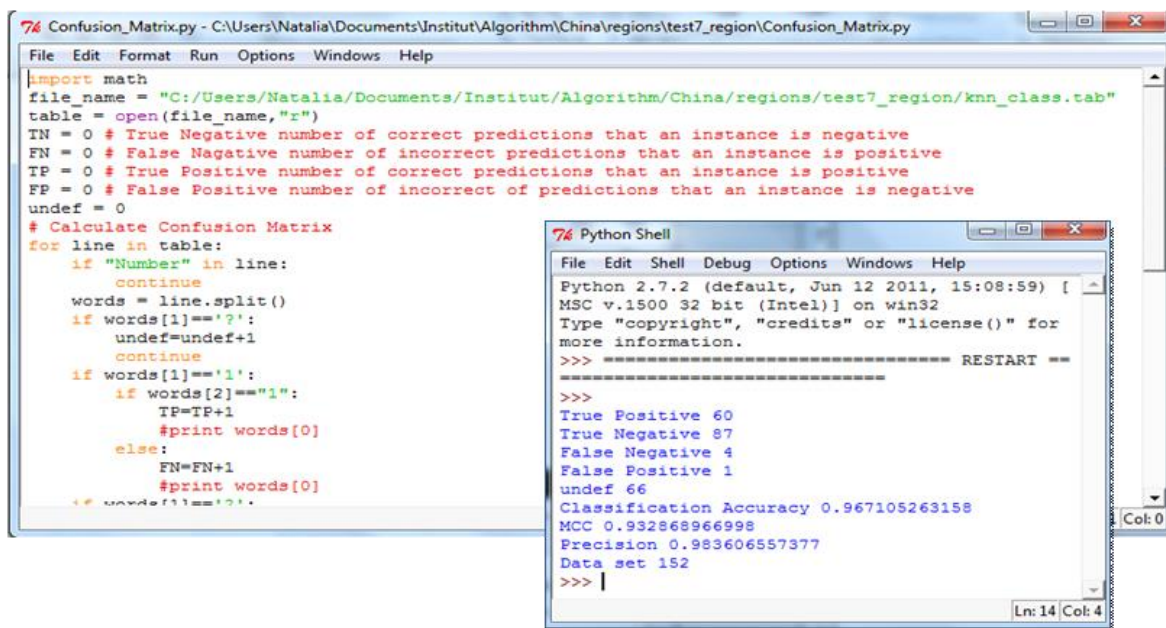 Confusion_Matrix.py - C:\Users\Natalia\Documents\Institut\Algorithm\China\regions\test7_region\Confusion_Matrix.py
File Edit Format Run Options Windows Help
import math
file_name = "C:/Users/Natalia/Documents/Institut/Algorithm/China/regions/test7_region/knn_class.tab"
table = open(file_name,"r")
TN = 0 # True Negative number of correct predictions that an instance is negative
FN = 0 # False Nagative number of incorrect predictions that an instance is positive
TP = 0 # True Positive number of correct predictions that an instance is positive
FP = 0 # False Positive number of incorrect of predictions that an instance is negative
undef = 0
# Calculate Confusion Matrix
for line in table:
    if "Number" in line:
        continue
    words = line.split()
    if words[1]=='?':
        undef=undef+1
        continue
    if words[1]=='1':
        if words[2]=="1":
            TP=TP+1
            #print words[0]
        else:
            FN=FN+1
            #print words[0]
Col: 0
Python Shell
File Edit Shell Debug Options Windows Help
Python 2.7.2 (default, Jun 12 2011, 15:08:59) [
MSC v.1500 32 bit (Intel)] on win32
Type "copyright", "credits" or "license()" for
more information.
>>> ================================ RESTART ==
==============================
>>>
True Positive 60
True Negative 87
False Negative 4
False Positive 1
undef 66
Classification Accuracy 0.967105263158
MCC 0.932868966998
Precision 0.983606557377
Data set 152
>>>
Ln: 14 Col: 4